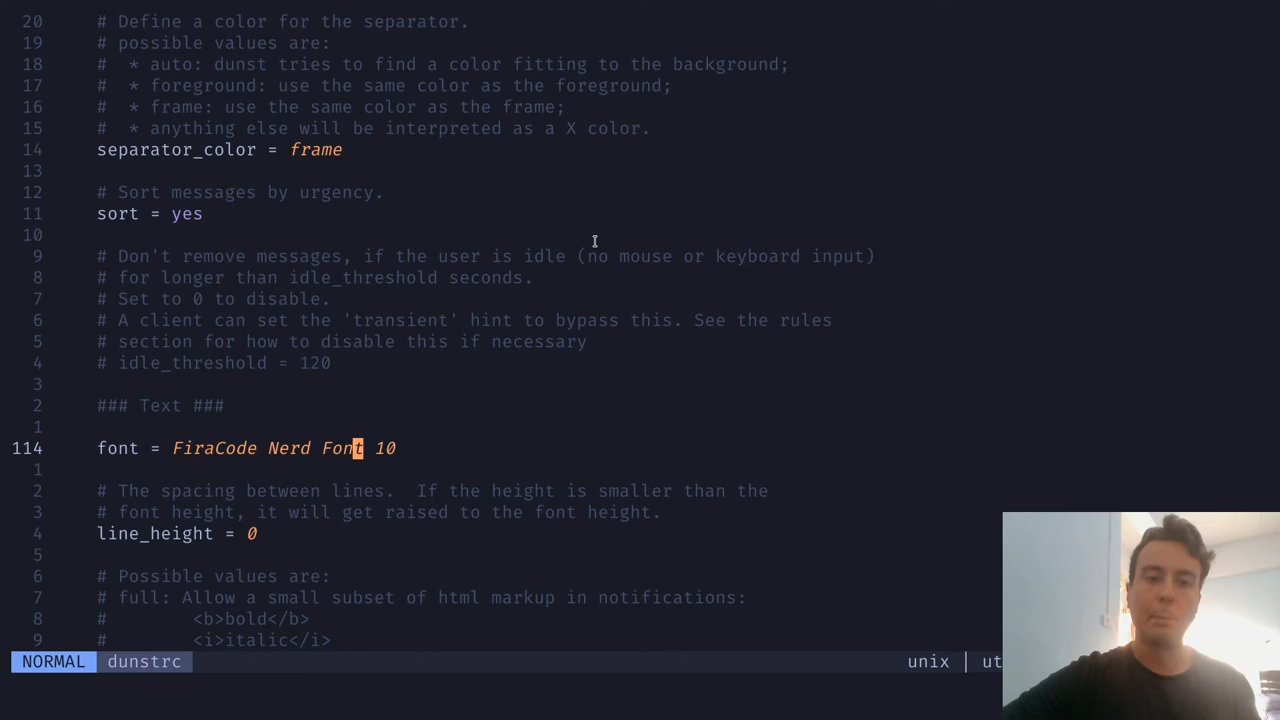 20 # Define a color for the separator.
19 # possible values are:
18 #  * auto: dunst tries to find a color fitting to the background;
17 #  * foreground: use the same color as the foreground;
16 #  * frame: use the same color as the frame;
15 #  * anything else will be interpreted as a X color.
14 separator_color = frame
13
12 # Sort messages by urgency.
11 sort = yes
10
9 # Don't remove messages, if the user is idle (no mouse or keyboard input)
8 # for longer than idle_threshold seconds.
7 # Set to 0 to disable.
6 # A client can set the 'transient' hint to bypass this. See the rules
5 # section for how to disable this if necessary
4 # idle_threshold = 120
3
2 ### Text ###
1
114 font = FiraCode Nerd Font 10
1
2 # The spacing between lines.  If the height is smaller than the
3 # font height, it will get raised to the font height.
4 line_height = 0
5
6 # Possible values are:
7 # full: Allow a small subset of html markup in notifications:
8 #        <b>bold</b>
9 #        <i>italic</i>
NORMAL dunstrc unix | ut